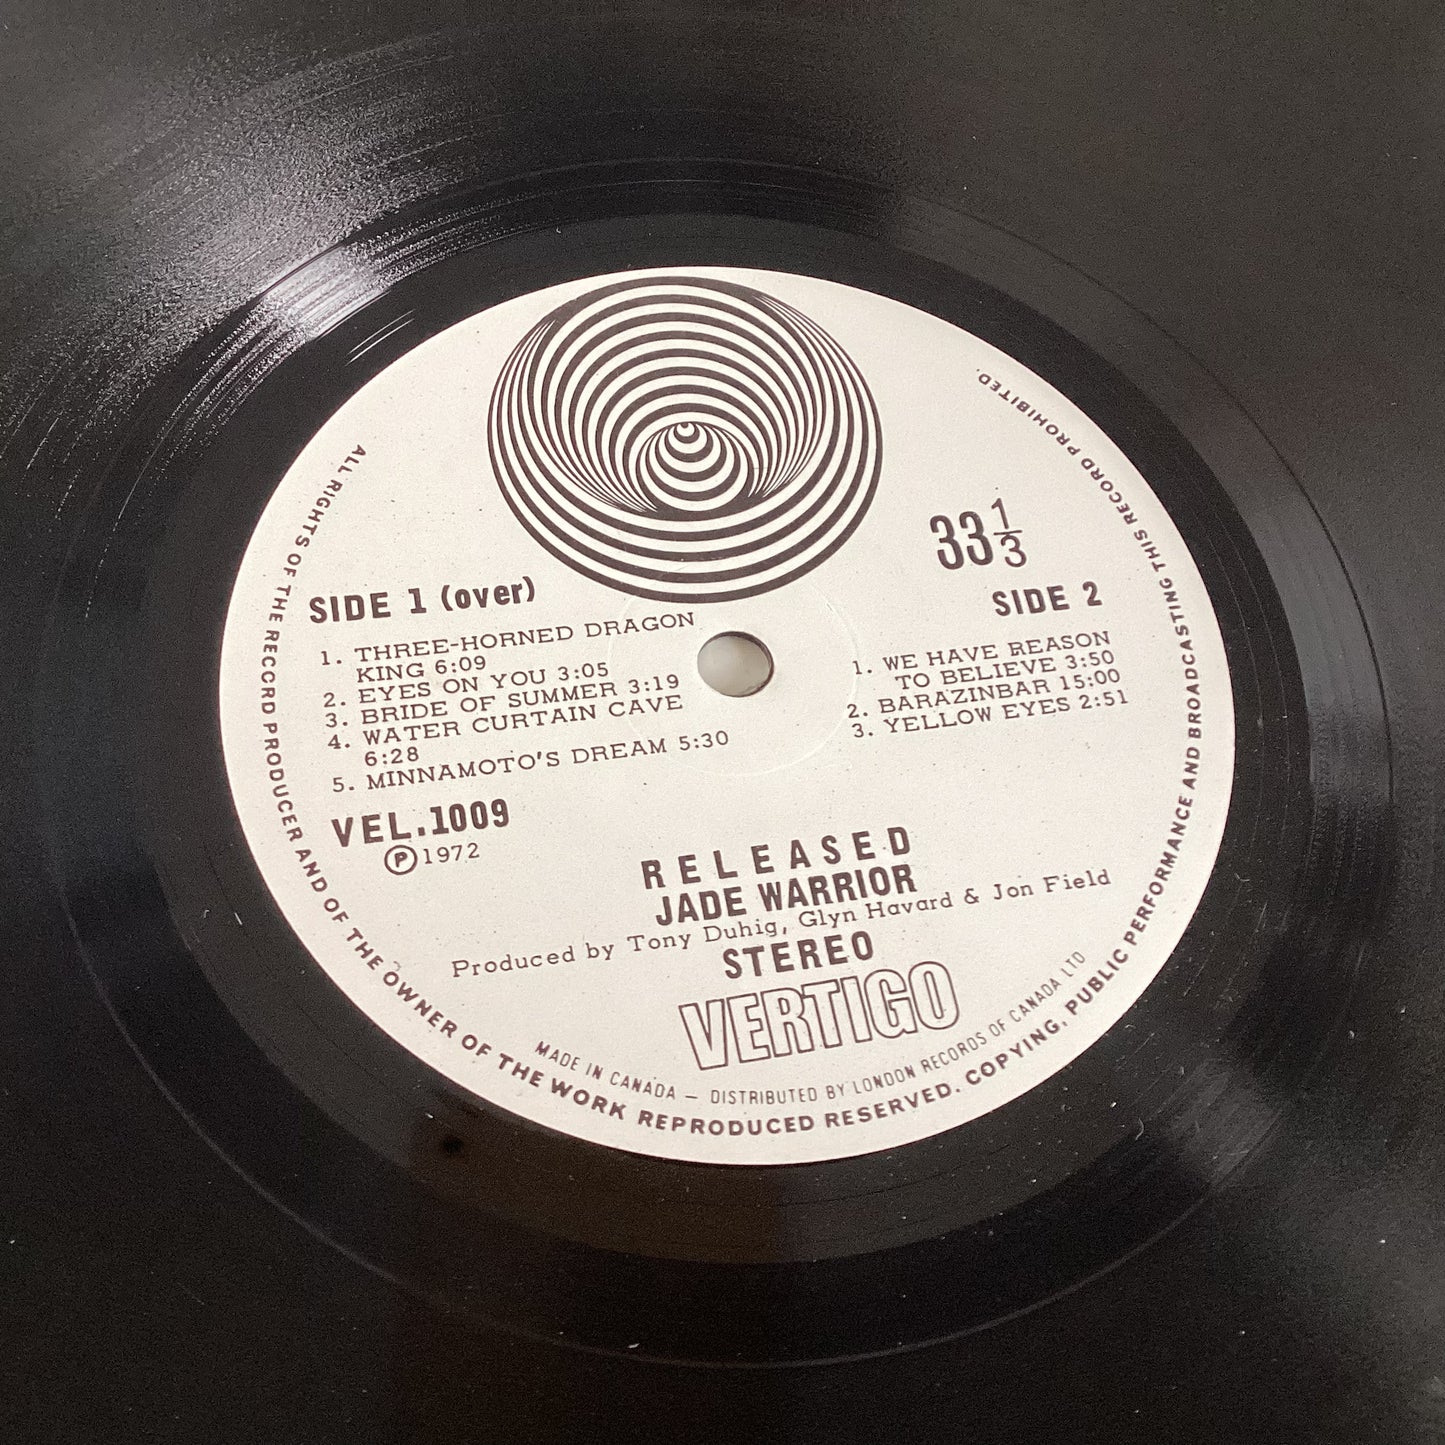 33 1/3
SIDE 1 (over)
1. THREE-HORNED DRAGON
KING 6:09
2. EYES ON YOU 3:05
3. BRIDE OF SUMMER 3:19
4. WATER CURTAIN CAVE
6:28
5. MINNAMOTO'S DREAM 5:30
SIDE 2
1. WE HAVE REASON
TO BELIEVE 3:50
2. BARAZINBAR 15:00
3. YELLOW EYES 2:51
VEL.1009
Ⓟ1972
RELEASED
JADE WARRIOR
Produced by Tony Duhig, Glyn Havard & Jon Field
STEREO
VERTIGO
MADE IN CANADA – DISTRIBUTED BY LONDON RECORDS OF CANADA LTD
ALL RIGHTS OF THE RECCRD PRODUCER AND OF THE OWNER OF THE WORK REPRODUCED RESERVED. COPYING, PUBLIC PERFORMANCE AND BROADCASTING THIS RECORD PROHIBITED.